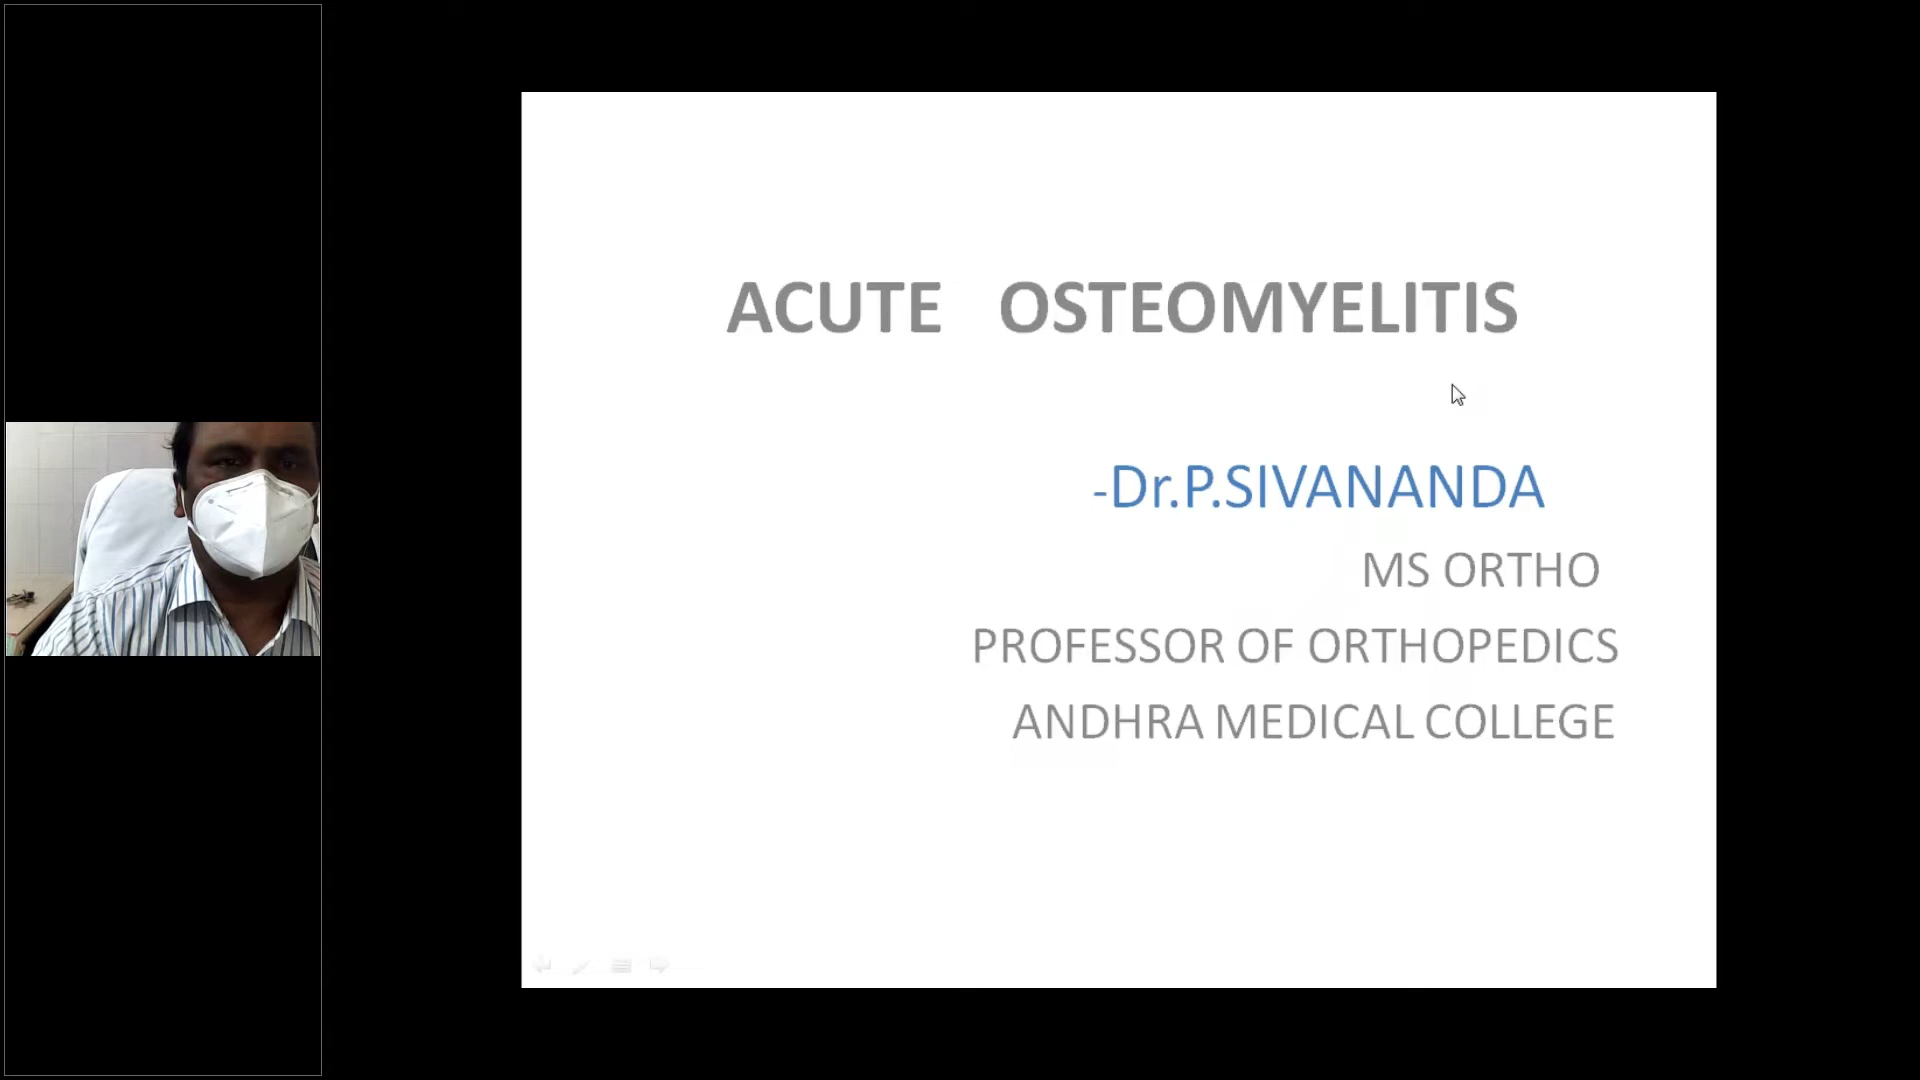 ACUTE OSTEOMYELITIS
-Dr.P.SIVANANDA
MS ORTHO
PROFESSOR OF ORTHOPEDICS
ANDHRA MEDICAL COLLEGE